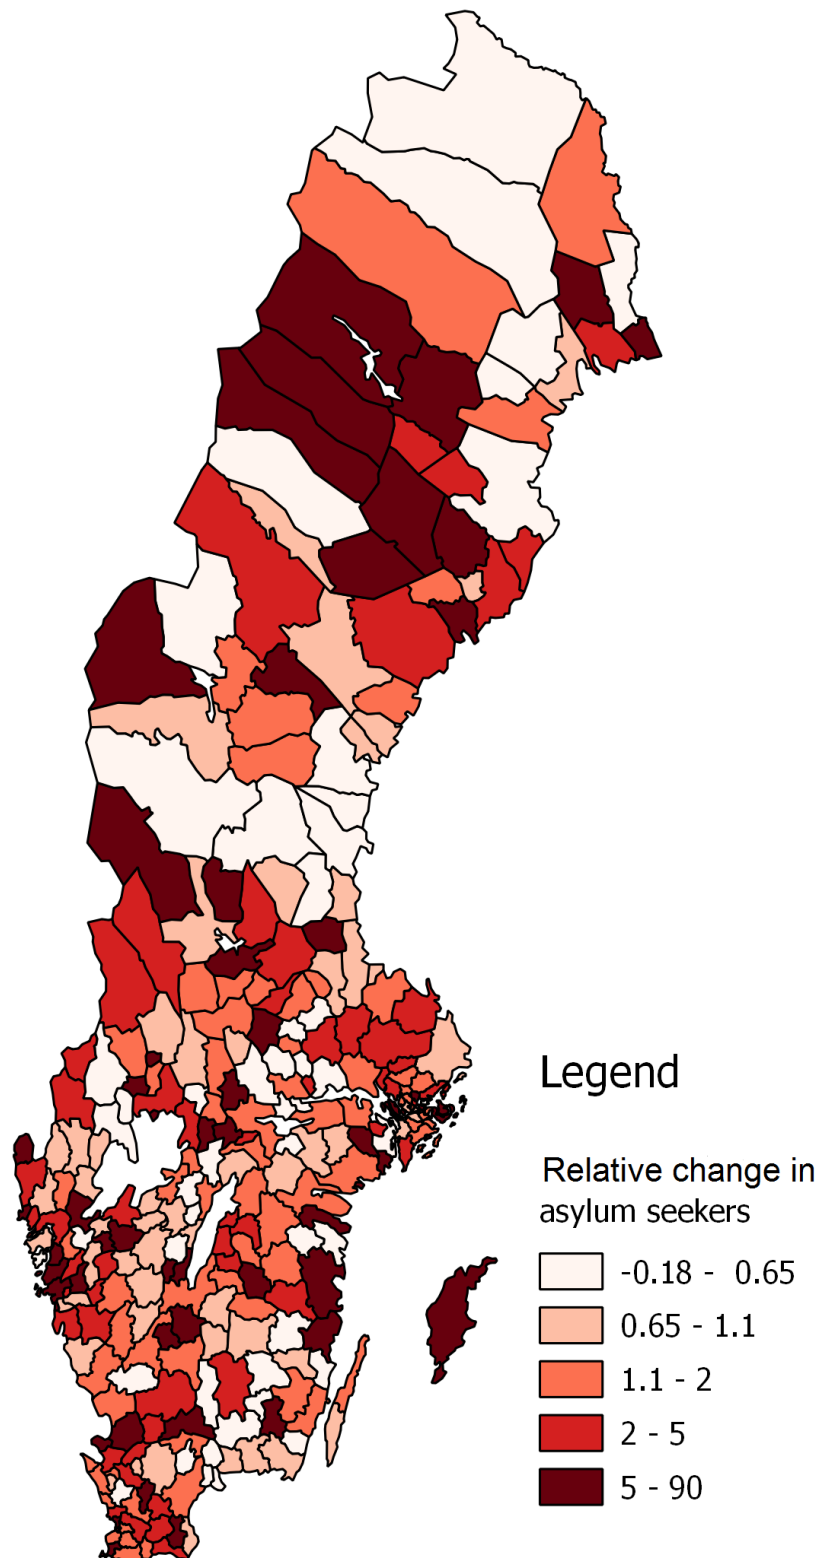 Legend
Relative change in
asylum seekers
-0.18 - 0.65
0.65 - 1.1
1.1 - 2
2 - 5
5 - 90